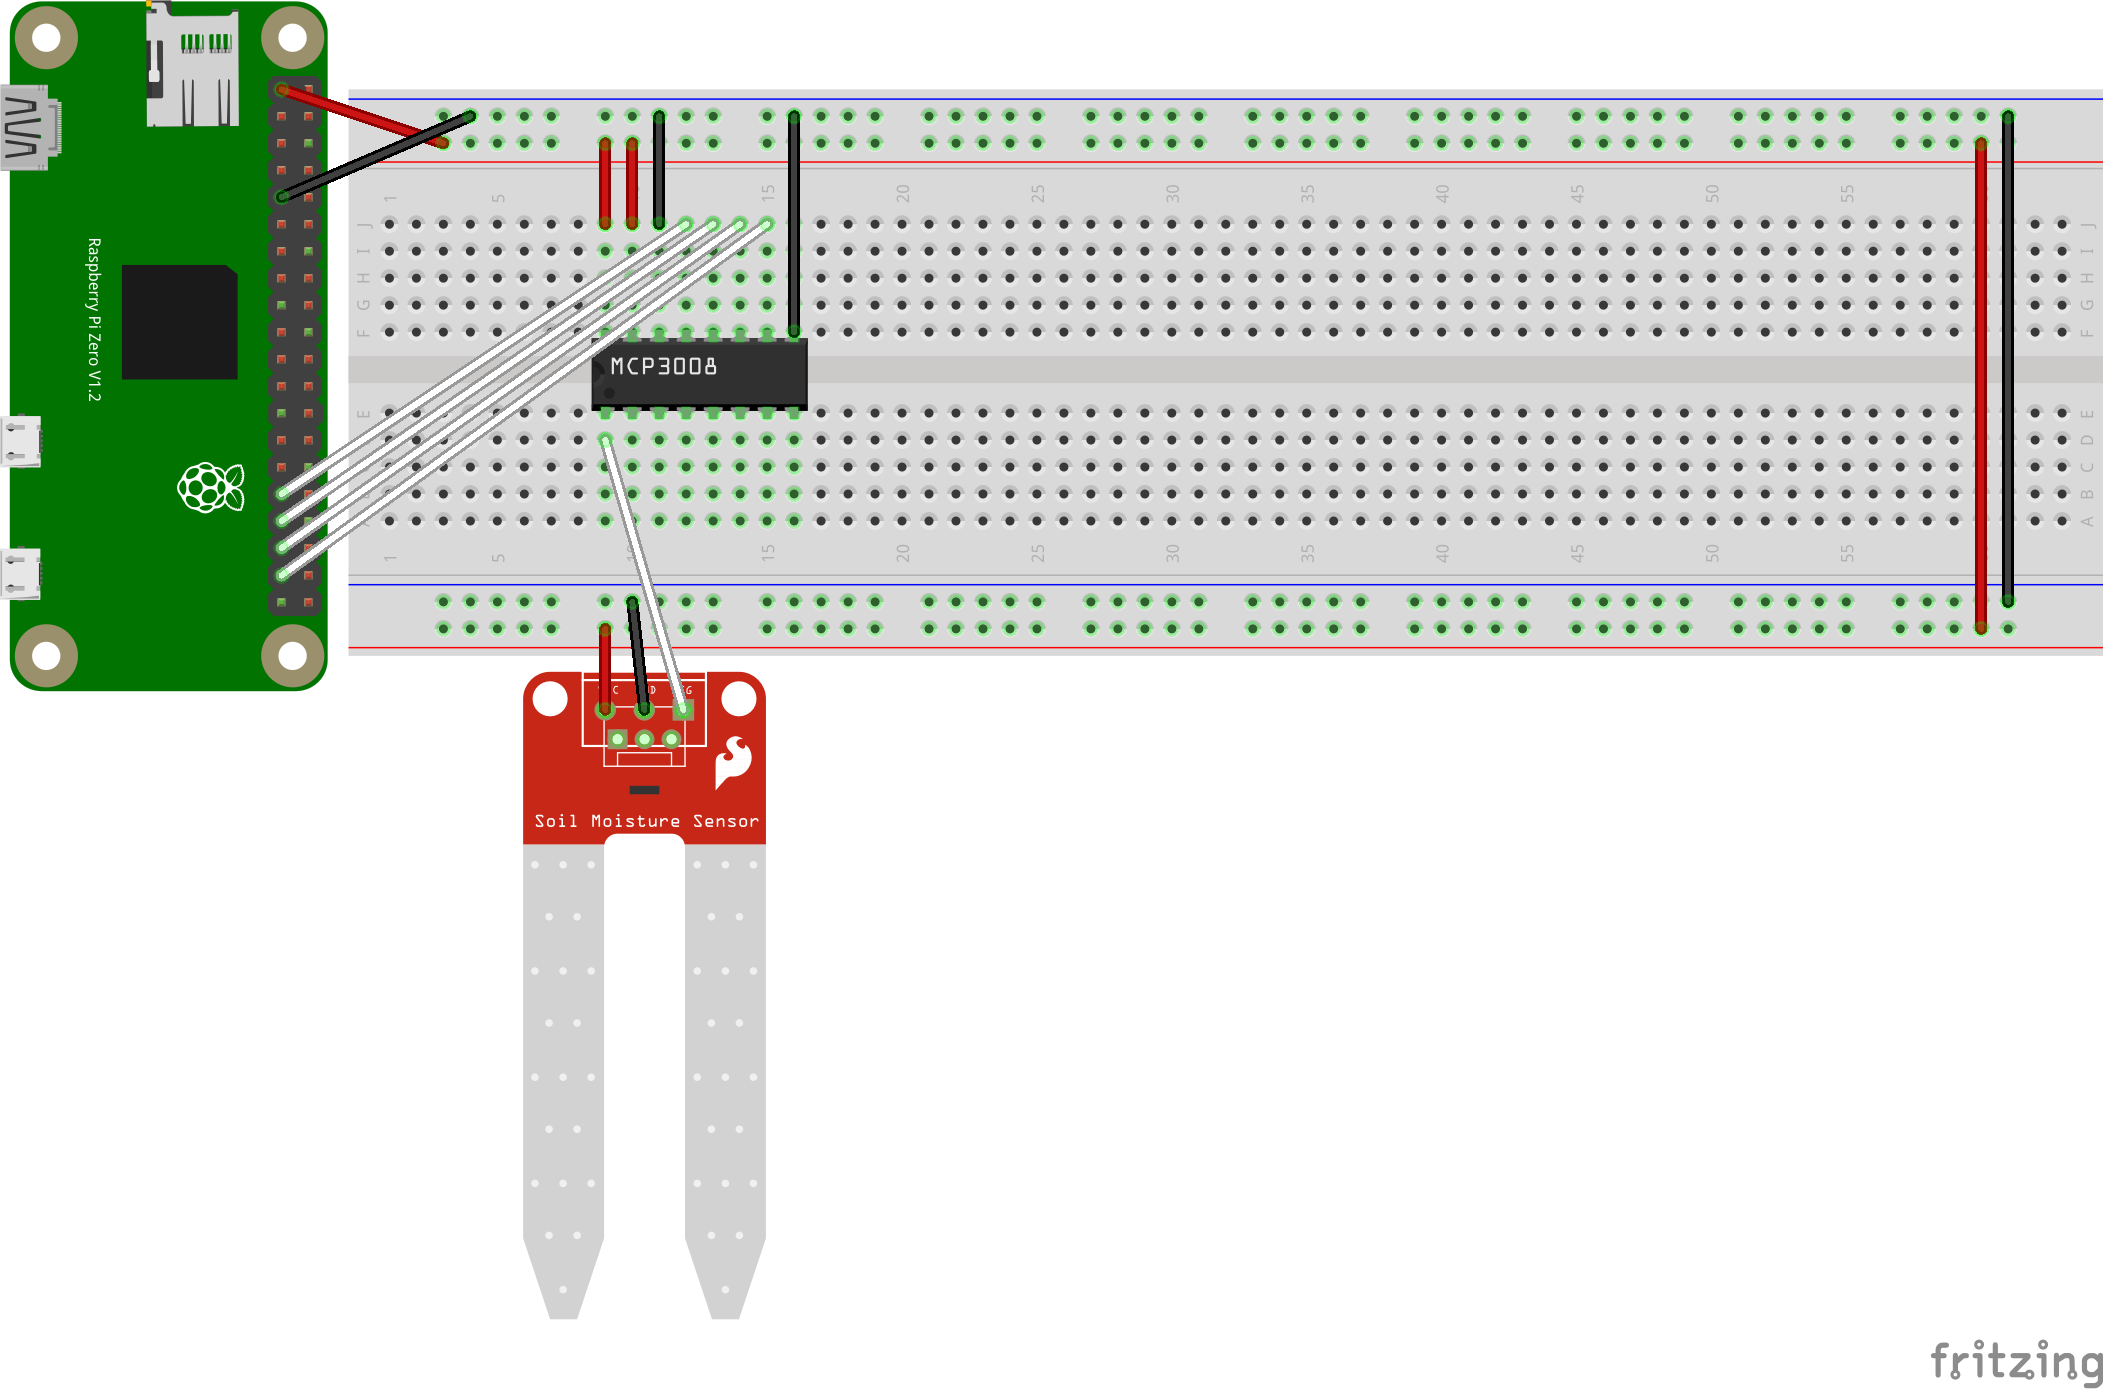 1 5 15 20 25 30 35 40 45 50 55
J J
I I
H H
G G
F F
Raspberry Pi Zero V1.2
MCP3008
E E
D D
C
B
A
1 5 15 20 25 30 35 40 45 50 55
C D G
Soil Moisture Sensor
fritzing